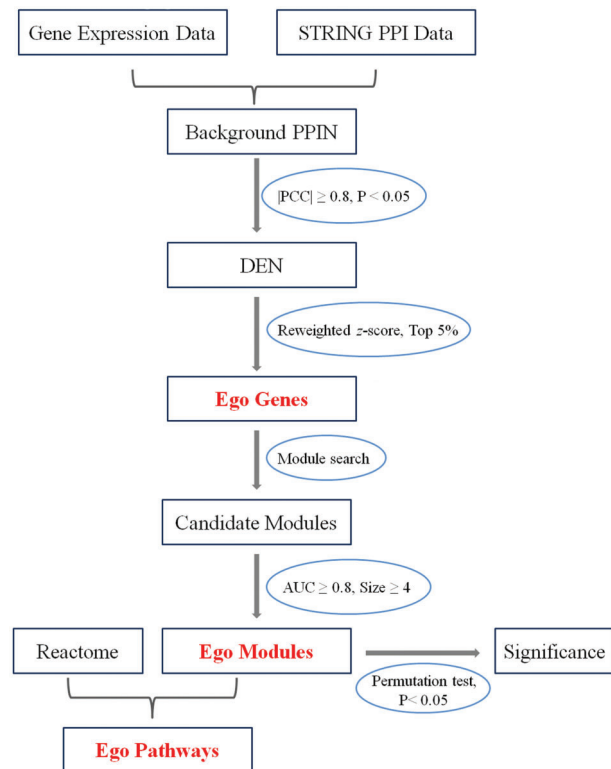 Gene Expression Data
STRING PPI Data
Background PPIN
|PCC| ≥ 0.8, P < 0.05
DEN
Reweighted z-score, Top 5%
Ego Genes
Module search
Candidate Modules
AUC ≥ 0.8, Size ≥ 4
Reactome
Ego Modules
Significance
Permutation test,
P< 0.05
Ego Pathways